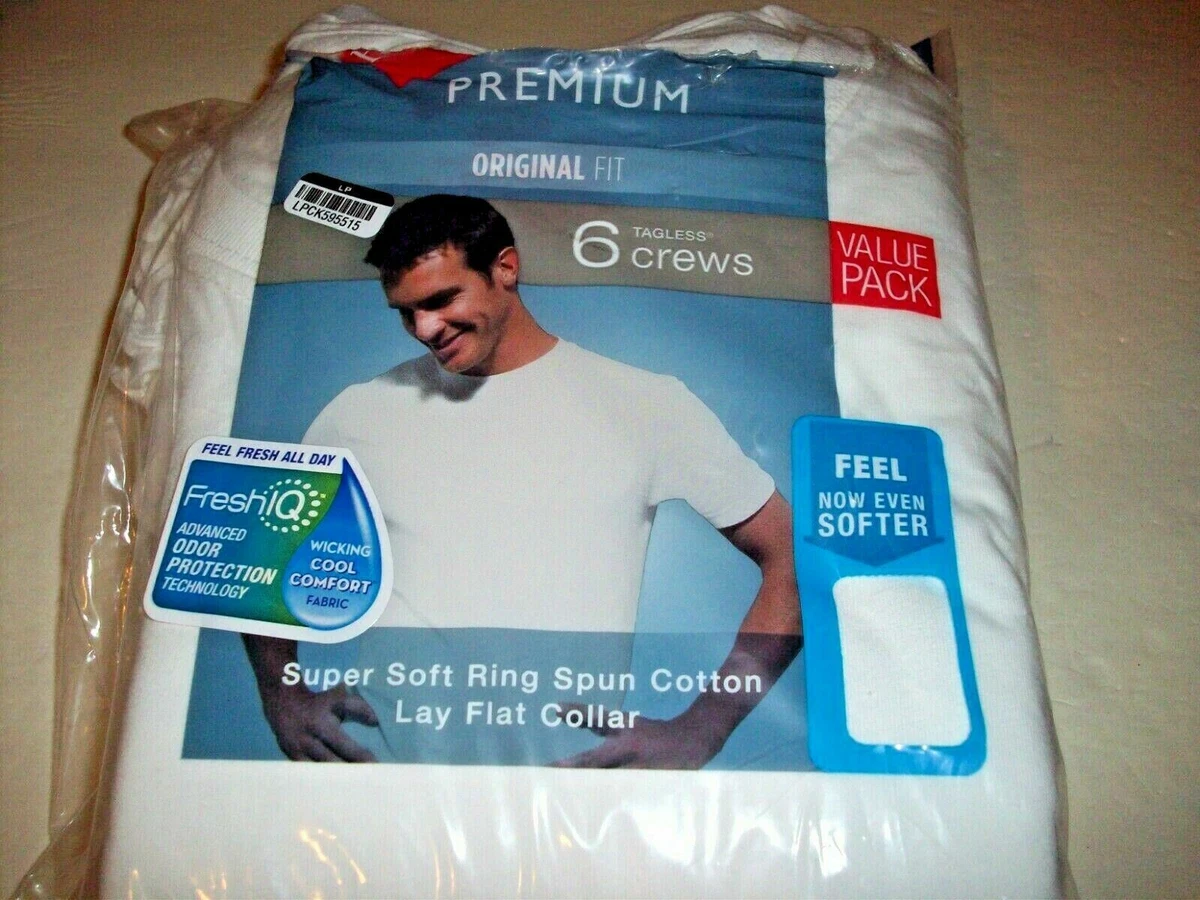 PREMIUM
ORIGINAL FIT
LP
LPCK595515
6 TAGLESS®
crews
VALUE
PACK
FEEL FRESH ALL DAY
FreshIQ
ADVANCED
ODOR
PROTECTION
TECHNOLOGY
WICKING
COOL
COMFORT
FABRIC
FEEL
NOW EVEN
SOFTER
Super Soft Ring Spun Cotton
Lay Flat Collar